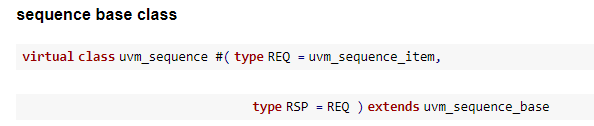 sequence base class
virtual class uvm_sequence #( type REQ = uvm_sequence_item,
type RSP = REQ ) extends uvm_sequence_base